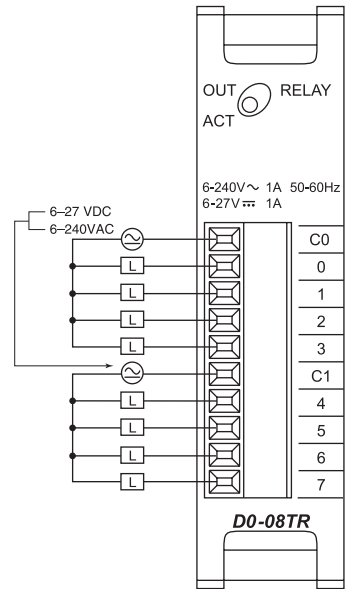 OUT RELAY
ACT
6-240V∿ 1A 50-60Hz
6-27V⎓ 1A
6–27 VDC
6–240VAC
C0
L 0
L 1
L 2
L 3
C1
L 4
L 5
L 6
L 7
D0-08TR